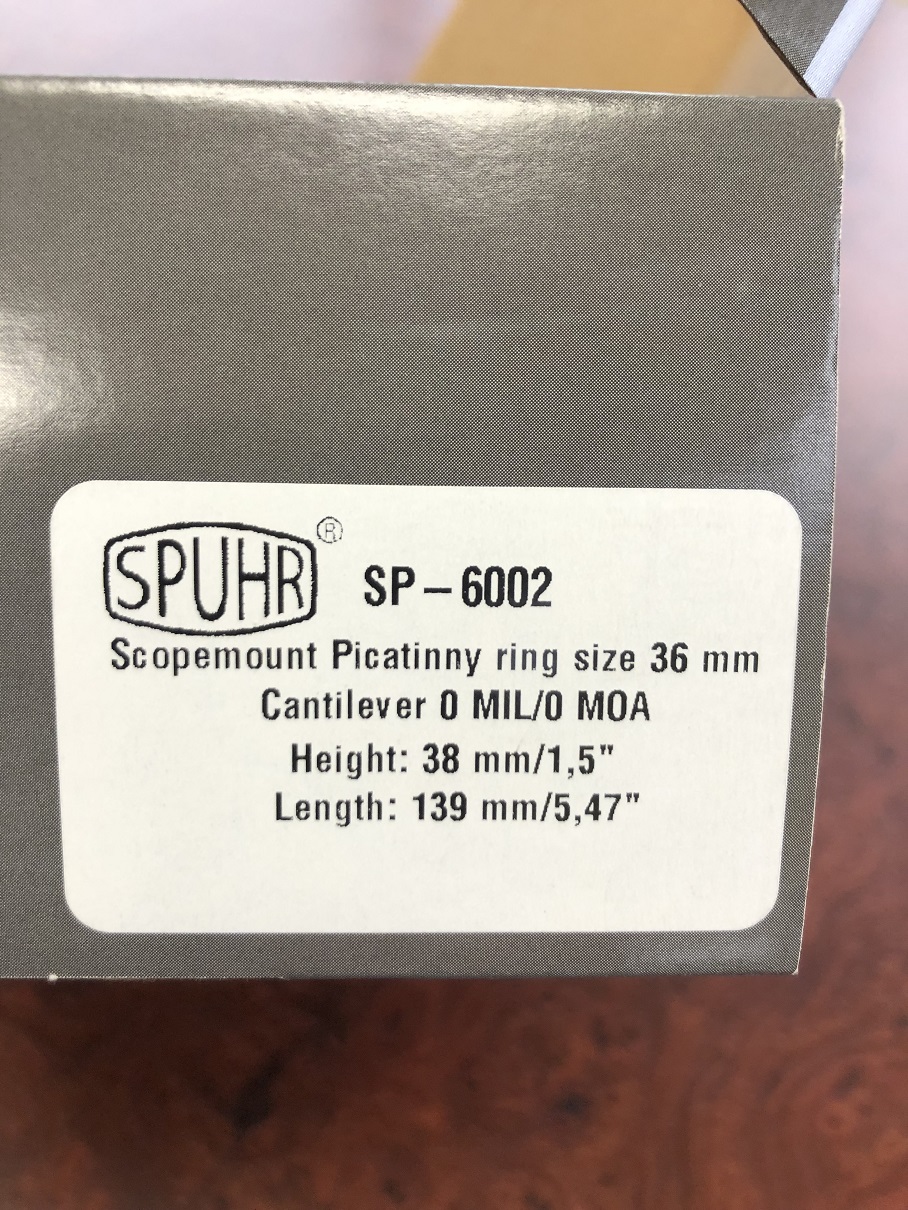 SPUHR® SP–6002
Scopemount Picatinny ring size 36 mm
Cantilever 0 MIL/0 MOA
Height: 38 mm/1,5"
Length: 139 mm/5,47"